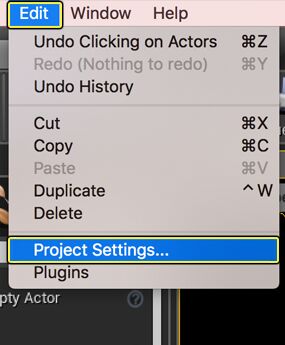 Edit Window Help
Undo Clicking on Actors ⌘Z
Redo (Nothing to redo) ⌘Y
Undo History
Cut ⌘X
Copy ⌘C
Paste ⌘V
Duplicate ^W
Delete
Project Settings...
Plugins
pty Actor